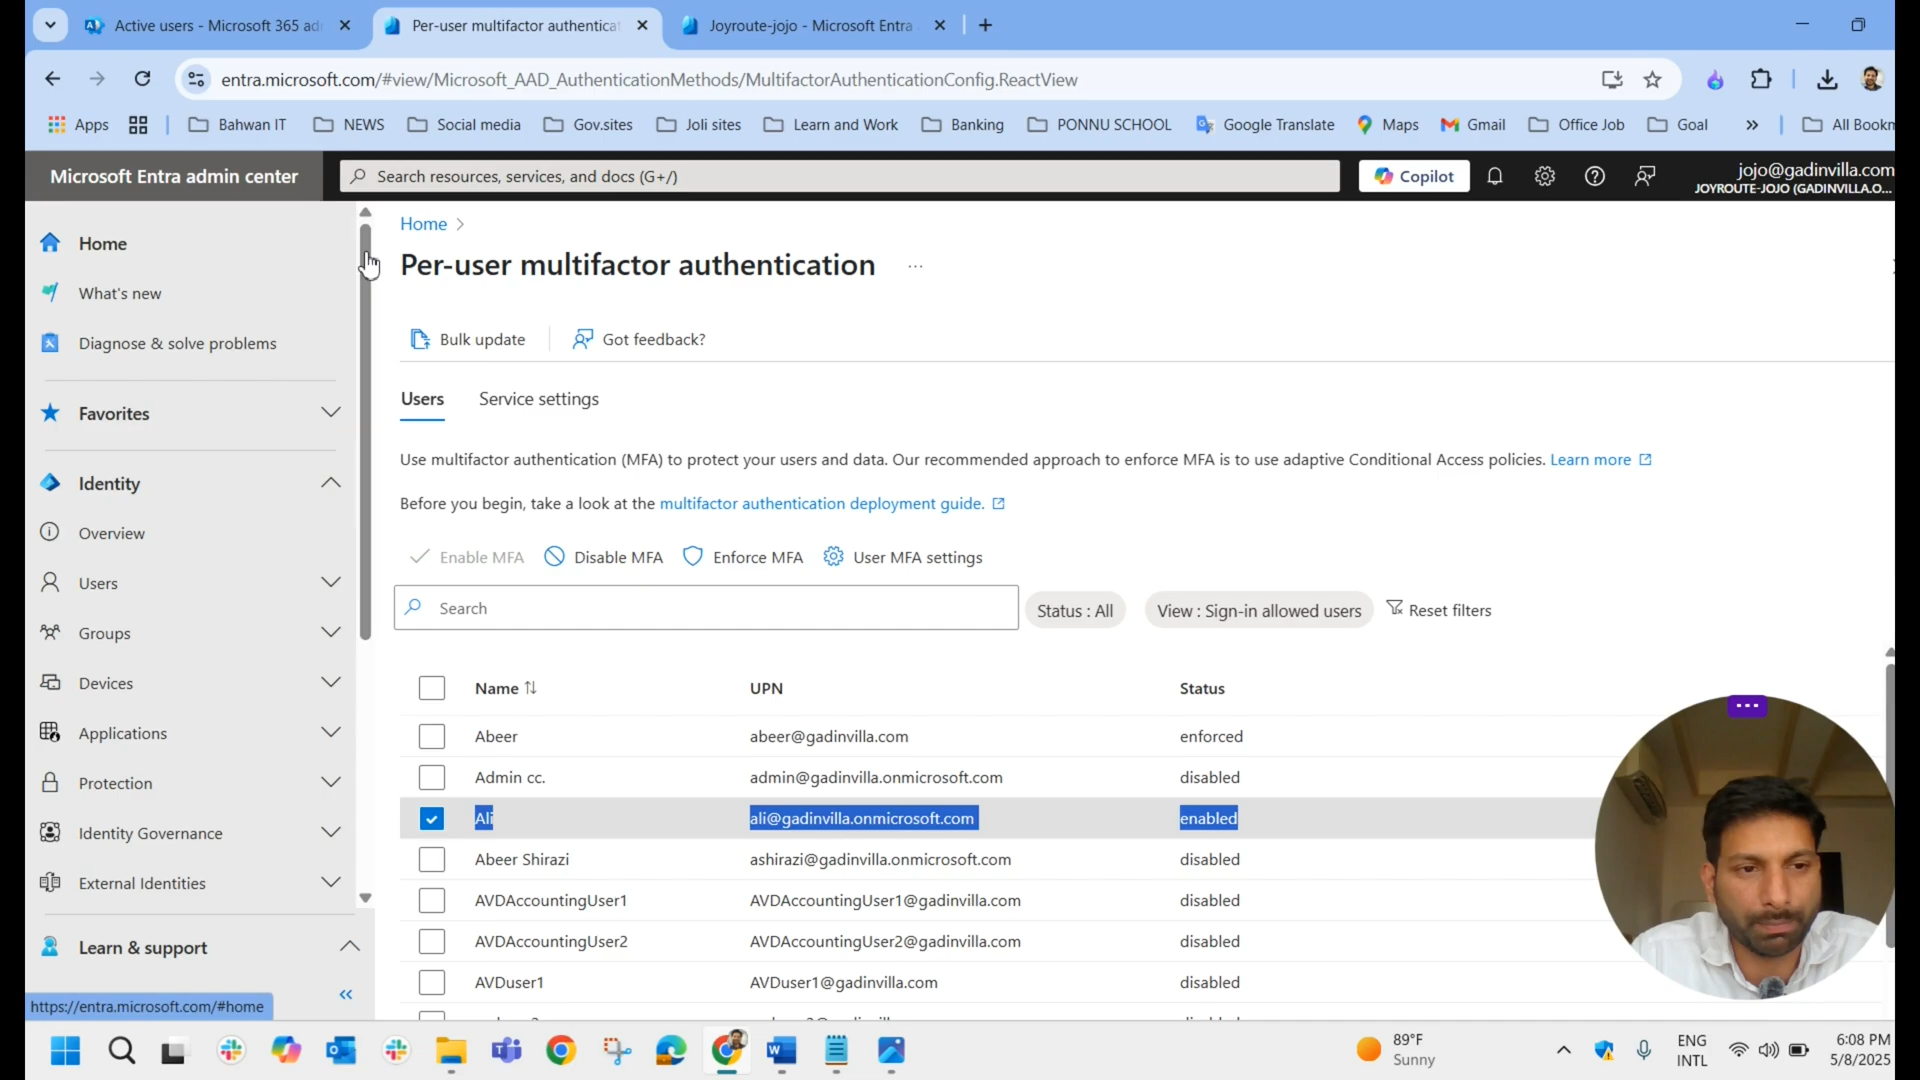 Active users - Microsoft 365 ad
Per-user multifactor authenticat
Joyroute-jojo - Microsoft Entra
entra.microsoft.com/#view/Microsoft_AAD_AuthenticationMethods/MultifactorAuthenticationConfig.ReactView
Apps
Bahwan IT
NEWS
Social media
Gov.sites
Joli sites
Learn and Work
Banking
PONNU SCHOOL
Google Translate
Maps
Gmail
Office Job
Goal
All Bookm
Microsoft Entra admin center
Search resources, services, and docs (G+/)
Copilot
jojo@gadinvilla.com
JOYROUTE-JOJO (GADINVILLA.O...
Home
What's new
Diagnose & solve problems
Favorites
Identity
Overview
Users
Groups
Devices
Applications
Protection
Identity Governance
External Identities
Learn & support
https://entra.microsoft.com/#home
Home
Per-user multifactor authentication
Bulk update
Got feedback?
Users
Service settings
Use multifactor authentication (MFA) to protect your users and data. Our recommended approach to enforce MFA is to use adaptive Conditional Access policies. Learn more
Before you begin, take a look at the multifactor authentication deployment guide.
Enable MFA
Disable MFA
Enforce MFA
User MFA settings
Search
Status : All
View : Sign-in allowed users
Reset filters
Name UPN Status
Abeer abeer@gadinvilla.com enforced
Admin cc. admin@gadinvilla.onmicrosoft.com disabled
Ali ali@gadinvilla.onmicrosoft.com enabled
Abeer Shirazi ashirazi@gadinvilla.onmicrosoft.com disabled
AVDAccountingUser1 AVDAccountingUser1@gadinvilla.com disabled
AVDAccountingUser2 AVDAccountingUser2@gadinvilla.com disabled
AVDuser1 AVDuser1@gadinvilla.com disabled
89°F
Sunny
ENG
INTL
6:08 PM
5/8/2025